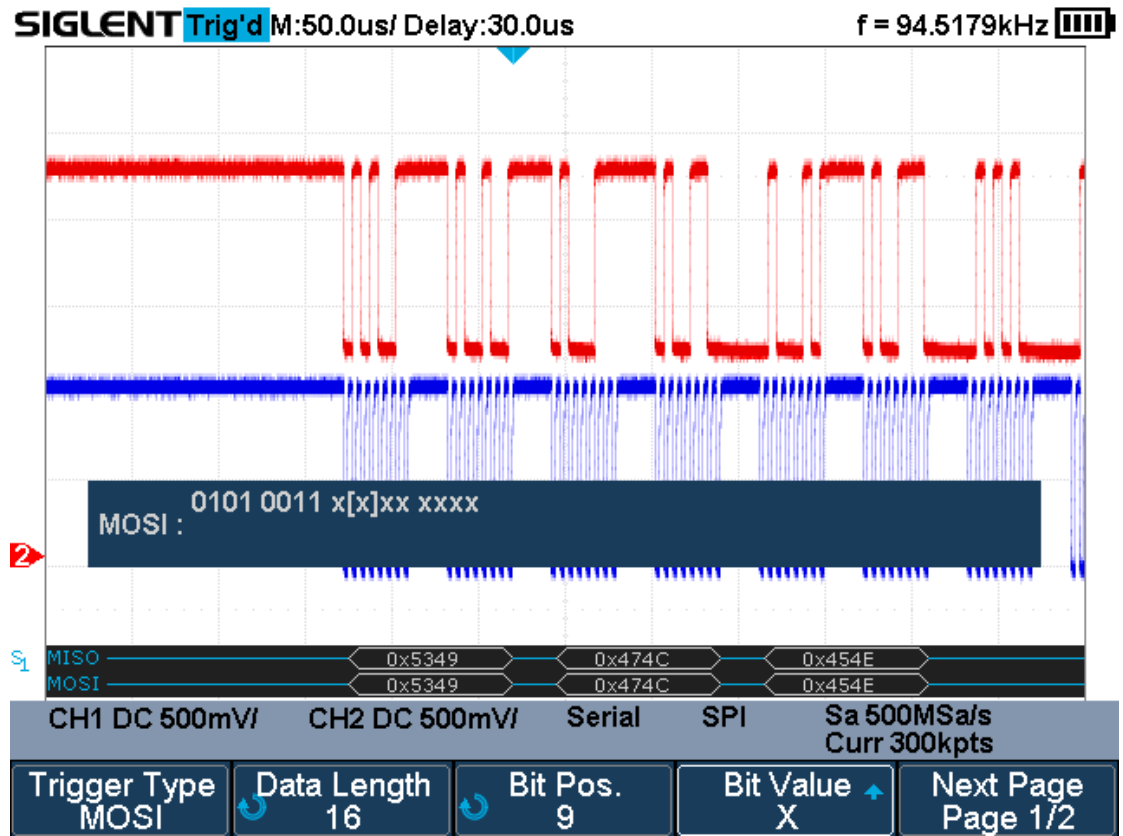 SIGLENT Trig'd M:50.0us/ Delay:30.0us f = 94.5179kHz
0101 0011 x[x]xx xxxx
MOSI :
2
S1 MISO 0x5349 0x474C 0x454E
MOSI 0x5349 0x474C 0x454E
CH1 DC 500mV/ CH2 DC 500mV/ Serial SPI Sa 500MSa/s
Curr 300kpts
Trigger Type Data Length Bit Pos. Bit Value Next Page
MOSI 16 9 X Page 1/2